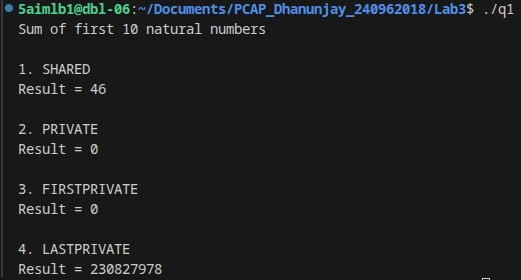 5aimlb1@dbl-06:~/Documents/PCAP_Dhanunjay_240962018/Lab3$ ./q1
Sum of first 10 natural numbers
1. SHARED
Result = 46
2. PRIVATE
Result = 0
3. FIRSTPRIVATE
Result = 0
4. LASTPRIVATE
Result = 230827978